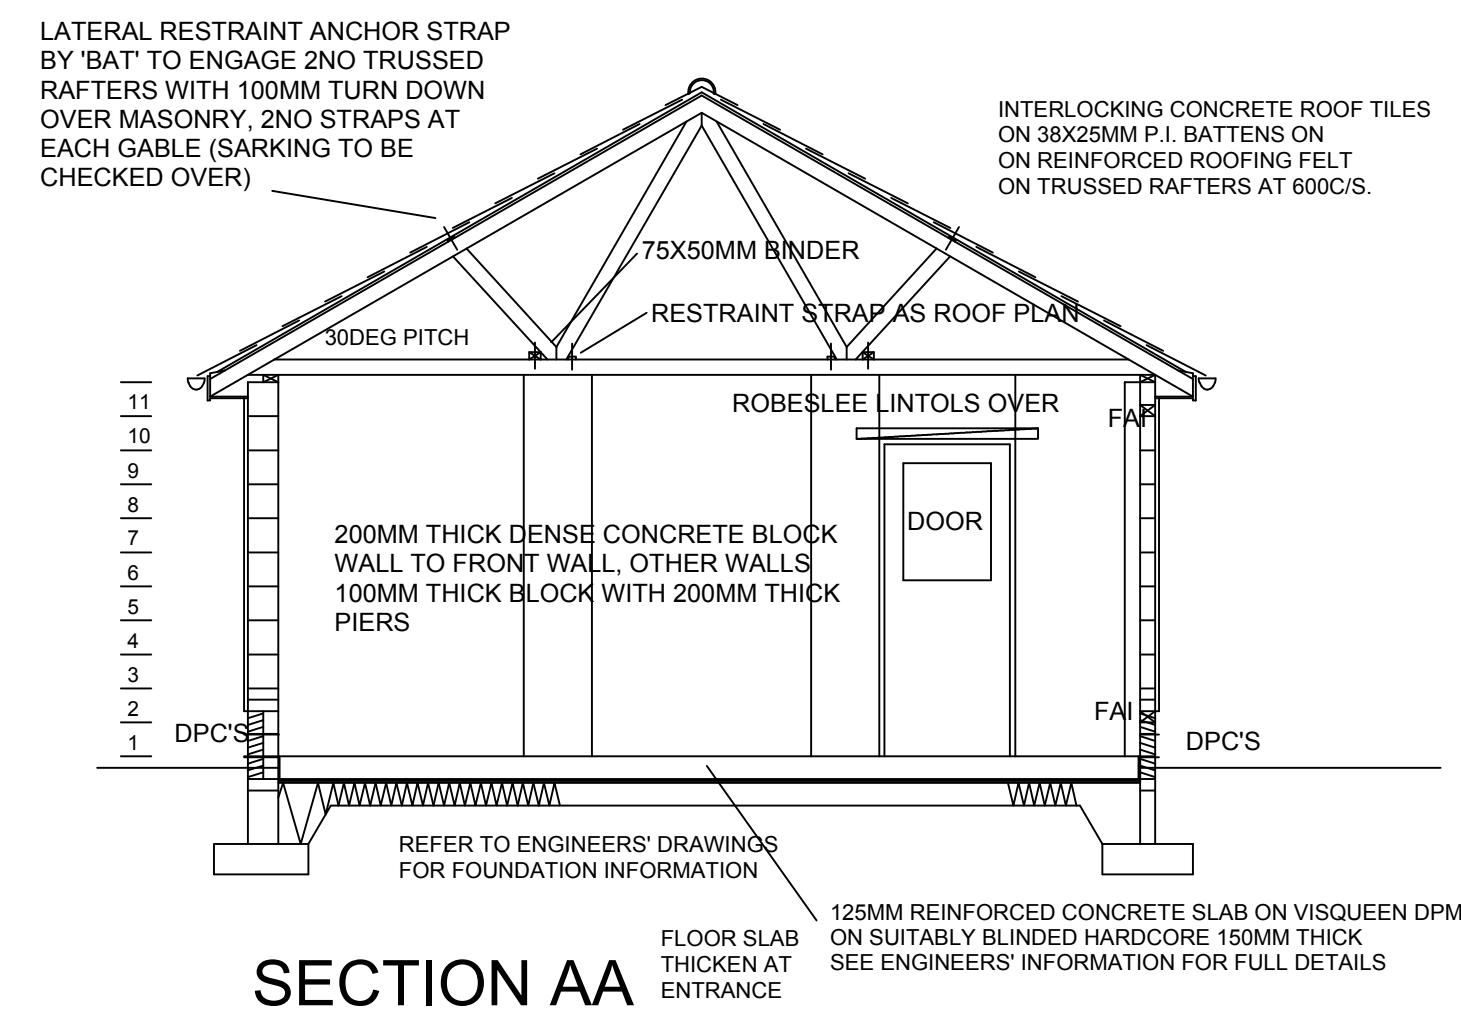 LATERAL RESTRAINT ANCHOR STRAP
BY 'BAT' TO ENGAGE 2NO TRUSSED
RAFTERS WITH 100MM TURN DOWN
OVER MASONRY, 2NO STRAPS AT
EACH GABLE (SARKING TO BE
CHECKED OVER)
INTERLOCKING CONCRETE ROOF TILES
ON 38X25MM P.I. BATTENS ON
ON REINFORCED ROOFING FELT
ON TRUSSED RAFTERS AT 600C/S.
75X50MM BINDER
RESTRAINT STRAP AS ROOF PLAN
30DEG PITCH
ROBESLEE LINTOLS OVER
FAI
11
10
9
8
7
6
5
4
3
2
1
DOOR
200MM THICK DENSE CONCRETE BLOCK
WALL TO FRONT WALL, OTHER WALLS
100MM THICK BLOCK WITH 200MM THICK
PIERS
FAI
DPC'S
DPC'S
REFER TO ENGINEERS' DRAWINGS
FOR FOUNDATION INFORMATION
125MM REINFORCED CONCRETE SLAB ON VISQUEEN DPM
ON SUITABLY BLINDED HARDCORE 150MM THICK
SEE ENGINEERS' INFORMATION FOR FULL DETAILS
FLOOR SLAB
THICKEN AT
ENTRANCE
SECTION AA